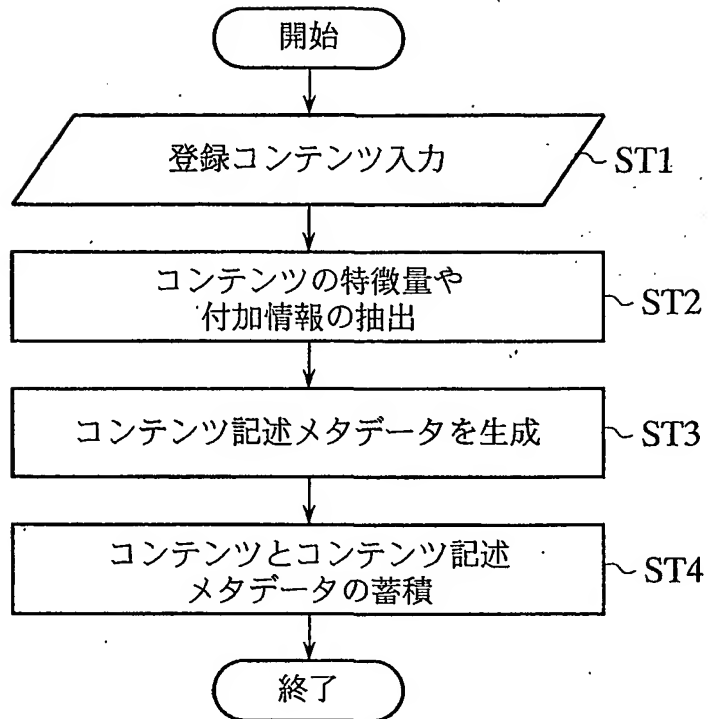 開始
登録コンテンツ入力
ST1
コンテンツの特徴量や
付加情報の抽出
ST2
コンテンツ記述メタデータを生成
ST3
コンテンツとコンテンツ記述
メタデータの蓄積
ST4
終了